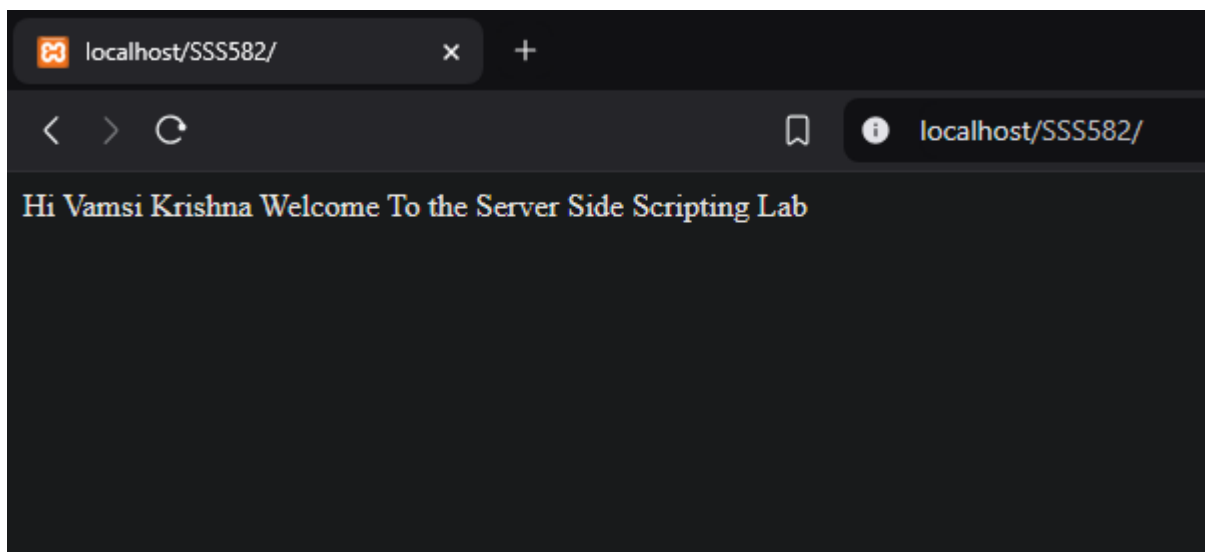 localhost/SSS582/
localhost/SSS582/
Hi Vamsi Krishna Welcome To the Server Side Scripting Lab